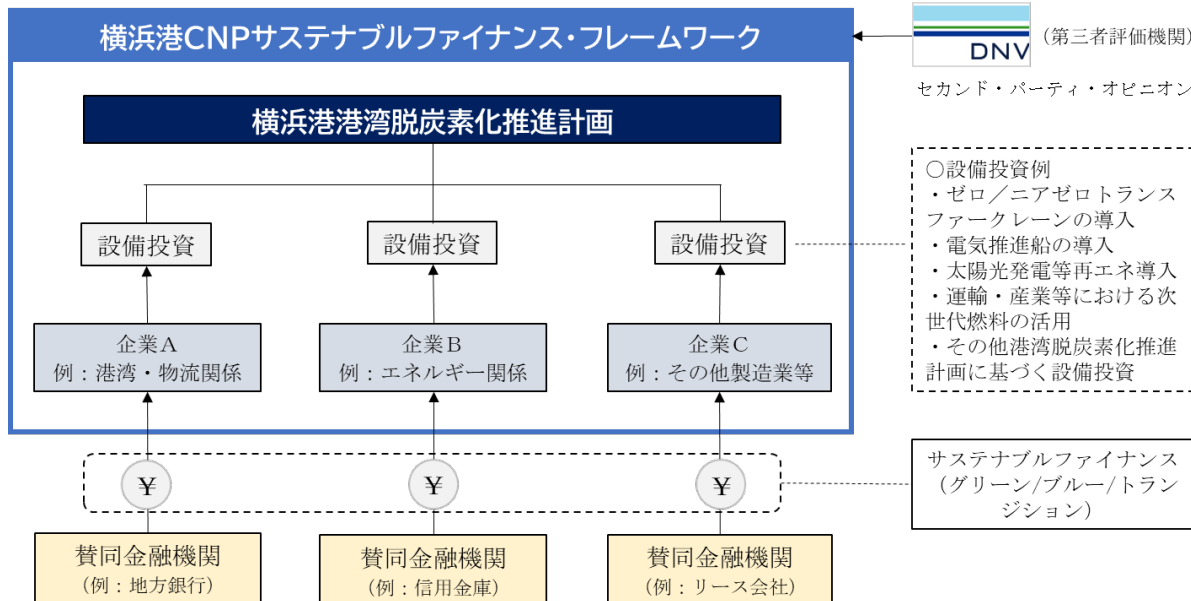 横浜港CNPサステナブルファイナンス・フレームワーク
DNV
(第三者評価機関)
セカンド・パーティ・オピニオン
横浜港港湾脱炭素化推進計画
設備投資
設備投資
設備投資
○設備投資例
・ゼロ／ニアゼロトランス
ファークレーンの導入
・電気推進船の導入
・太陽光発電等再エネ導入
・運輸・産業等における次
世代燃料の活用
・その他港湾脱炭素化推進
計画に基づく設備投資
企業A
例：港湾・物流関係
企業B
例：エネルギー関係
企業C
例：その他製造業等
¥
¥
¥
サステナブルファイナンス
（グリーン/ブルー/トラン
ジション）
賛同金融機関
(例：地方銀行)
賛同金融機関
(例：信用金庫)
賛同金融機関
(例：リース会社)